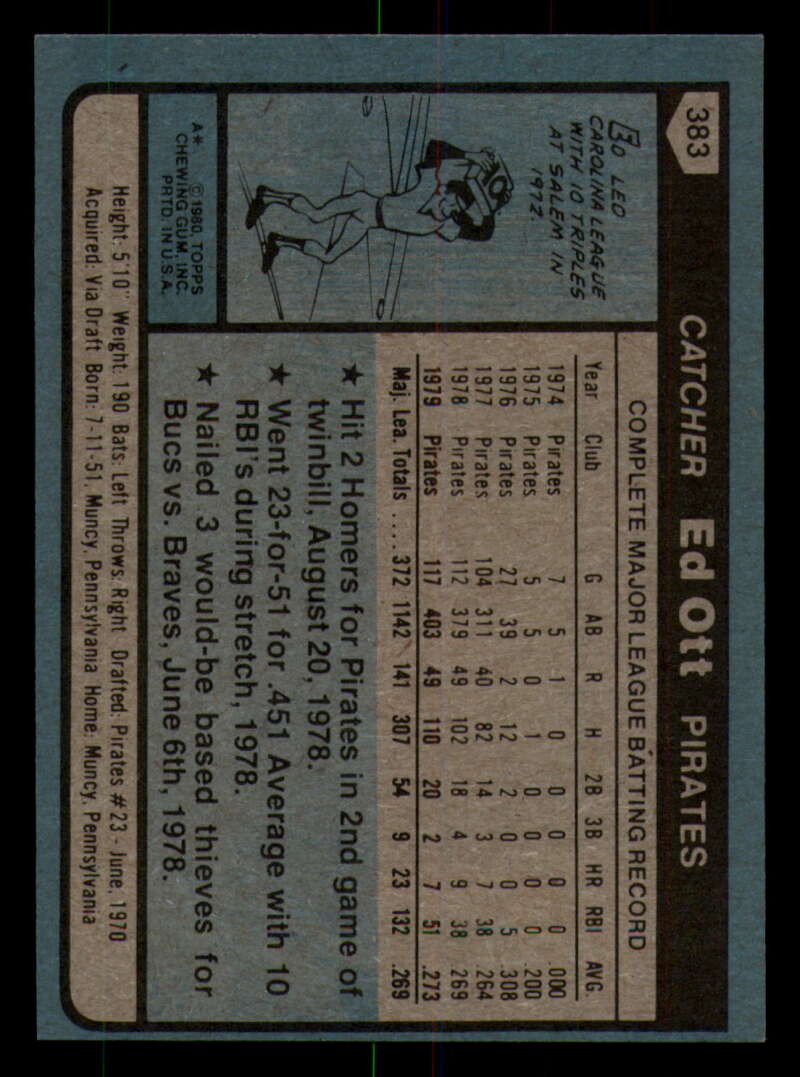 383
CATCHER Ed Ott PIRATES
ED LEO
CAROLINA LEAGUE
WITH 10 TRIPLES
AT SALEM IN
1972
A* ©1980, TOPPS
CHEWING GUM, INC.
PRTD. IN U.S.A.
COMPLETE MAJOR LEAGUE BATTING RECORD
Year Club G AB R H 2B 3B HR RBI AVG.
1974 Pirates 7 5 1 0 0 0 0 0 .000
1975 Pirates 5 5 0 1 0 0 0 0 .200
1976 Pirates 27 39 2 12 2 0 0 5 .308
1977 Pirates 104 311 40 82 14 3 7 38 .264
1978 Pirates 112 379 49 102 18 4 9 38 .269
1979 Pirates 117 403 49 110 20 2 7 51 .273
Maj. Lea. Totals .... 372 1142 141 307 54 9 23 132 .269
★ Hit 2 Homers for Pirates in 2nd game of
twinbill, August 20, 1978.
★ Went 23-for-51 for .451 Average with 10
RBI's during stretch, 1978.
★ Nailed 3 would-be based thieves for
Bucs vs. Braves, June 6th, 1978.
Height: 5'10" Weight: 190 Bats: Left Throws: Right Drafted: Pirates #23 - June, 1970
Acquired: Via Draft Born: 7-11-51, Muncy, Pennsylvania Home: Muncy, Pennsylvania